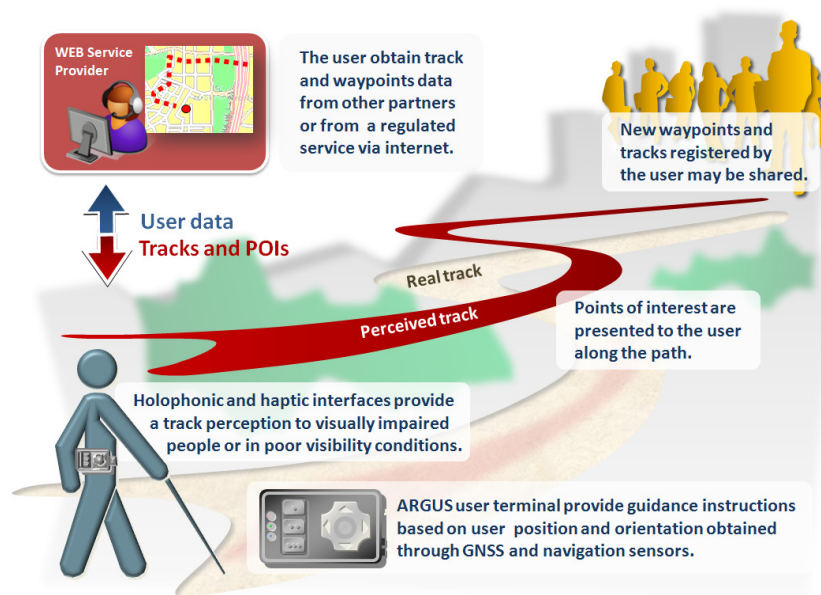 WEB Service
Provider
The user obtain track
and waypoints data
from other partners
or from a regulated
service via internet.
New waypoints and
tracks registered by
the user may be shared.
User data
Tracks and POIs
Real track
Perceived track
Points of interest are
presented to the user
along the path.
Holophonic and haptic interfaces provide
a track perception to visually impaired
people or in poor visibility conditions.
ARGUS user terminal provide guidance instructions
based on user position and orientation obtained
through GNSS and navigation sensors.